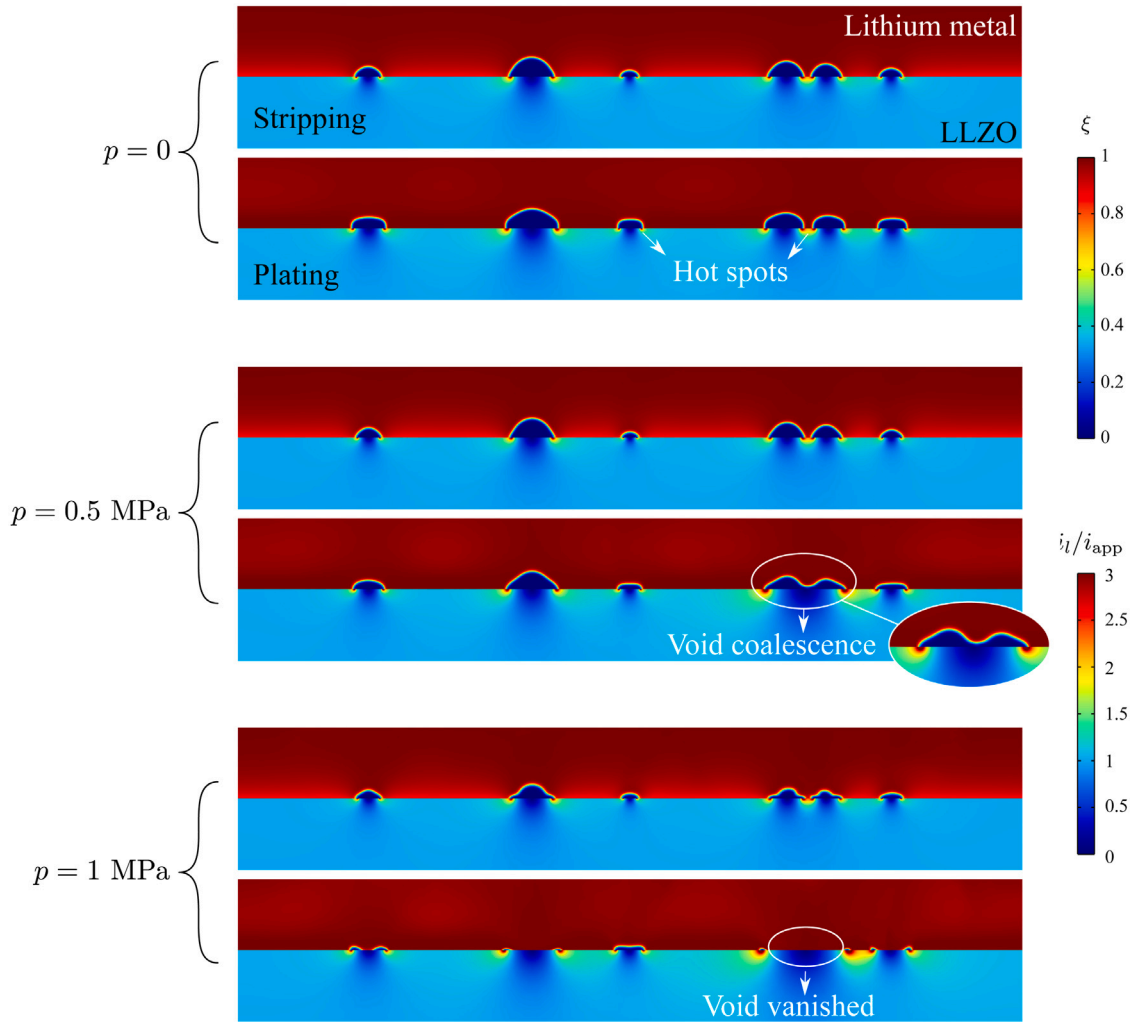 Lithium metal
Stripping
LLZO
p = 0
Plating
Hot spots
ξ
1
0.8
0.6
0.4
0.2
0
p = 0.5 MPa
Void coalescence
i_l/i_app
3
2.5
2
1.5
1
0.5
0
p = 1 MPa
Void vanished